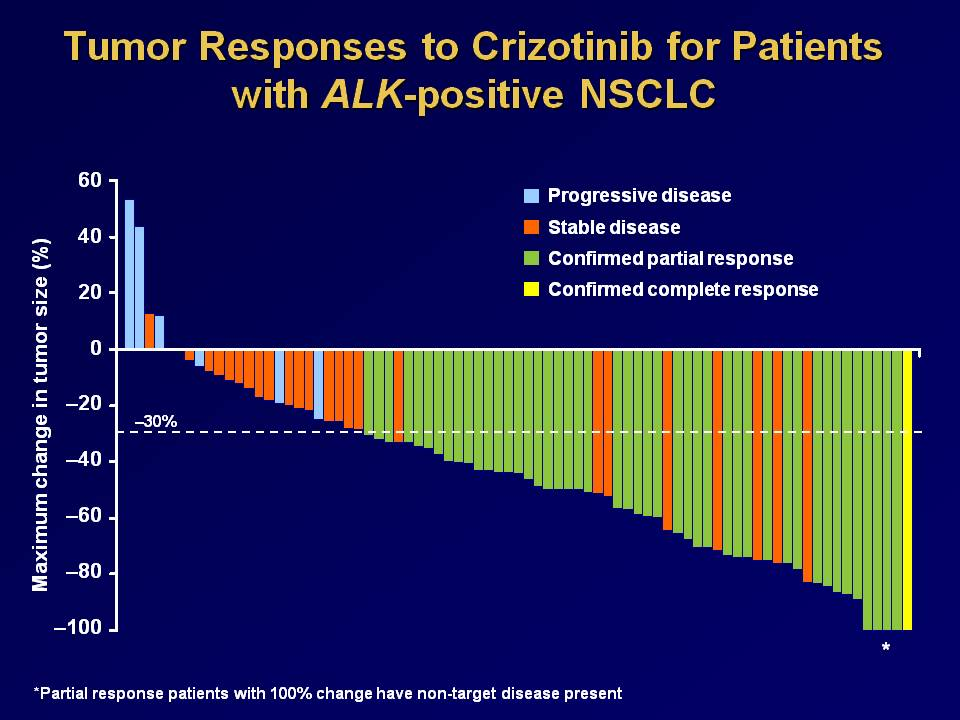 Tumor Responses to Crizotinib for Patients
with ALK-positive NSCLC
Maximum change in tumor size (%)
60
40
20
0
–20
–40
–60
–80
–100
–30%
Progressive disease
Stable disease
Confirmed partial response
Confirmed complete response
*
*Partial response patients with 100% change have non-target disease present